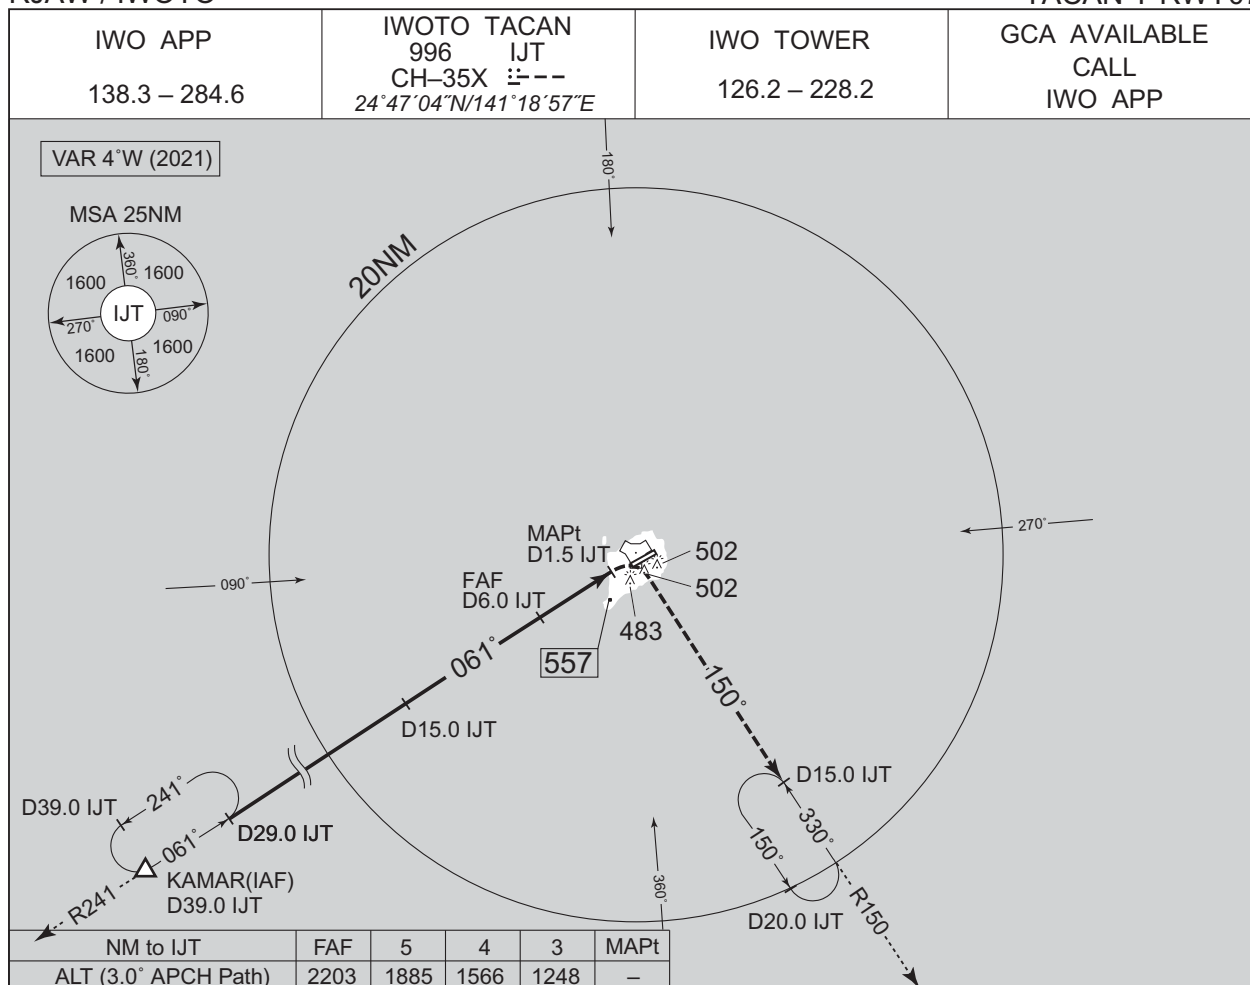 IWO APP
138.3 – 284.6
IWOTO TACAN
996 IJT
CH–35X
24°47´04˝N/141°18´57˝E
IWO TOWER
126.2 – 228.2
GCA AVAILABLE
CALL
IWO APP
VAR 4°W (2021)
MSA 25NM
360°
1600
1600
IJT
270°
090°
1600
1600
180°
180°
20NM
270°
090°
MAPt
D1.5 IJT
502
502
483
557
FAF
D6.0 IJT
061°
D15.0 IJT
150°
D15.0 IJT
330°
150°
D20.0 IJT
R150
360°
241°
D39.0 IJT
061°
D29.0 IJT
KAMAR(IAF)
D39.0 IJT
R241
NM to IJT FAF 5 4 3 MAPt
ALT (3.0° APCH Path) 2203 1885 1566 1248 –